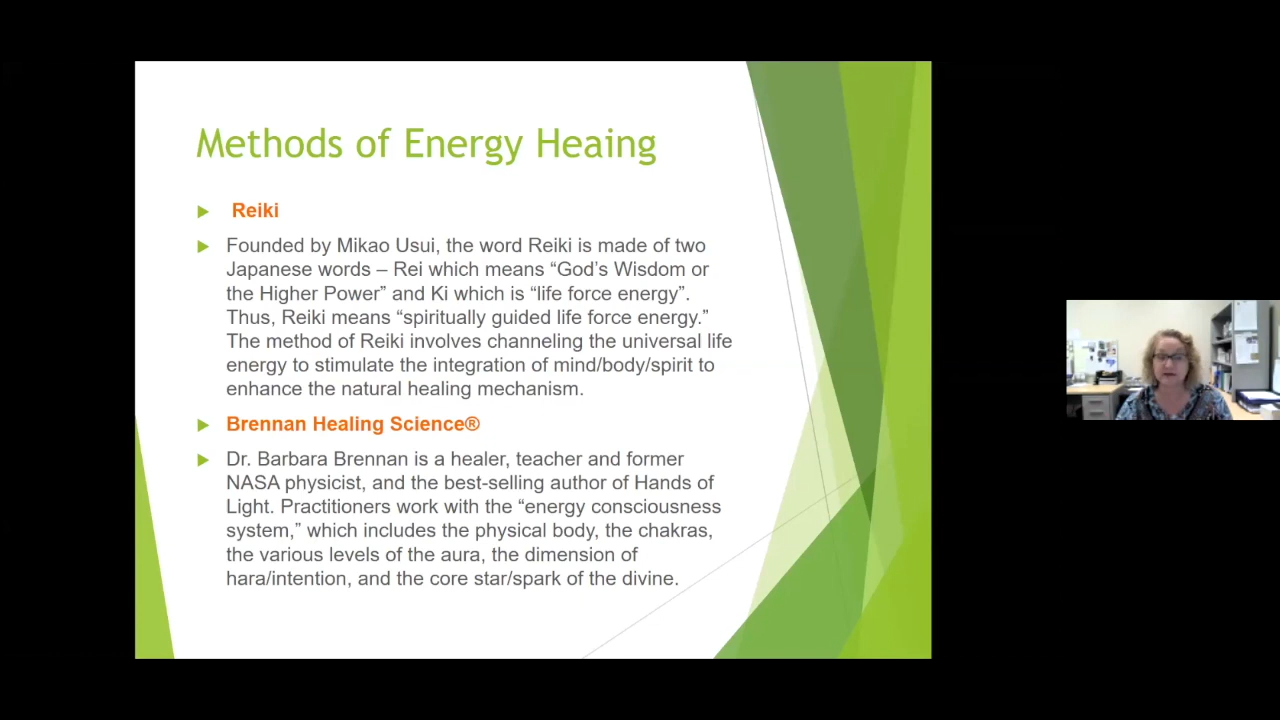 Methods of Energy Heaing
Reiki
Founded by Mikao Usui, the word Reiki is made of two
Japanese words – Rei which means “God’s Wisdom or
the Higher Power” and Ki which is “life force energy”.
Thus, Reiki means “spiritually guided life force energy.”
The method of Reiki involves channeling the universal life
energy to stimulate the integration of mind/body/spirit to
enhance the natural healing mechanism.
Brennan Healing Science®
Dr. Barbara Brennan is a healer, teacher and former
NASA physicist, and the best-selling author of Hands of
Light. Practitioners work with the “energy consciousness
system,” which includes the physical body, the chakras,
the various levels of the aura, the dimension of
hara/intention, and the core star/spark of the divine.